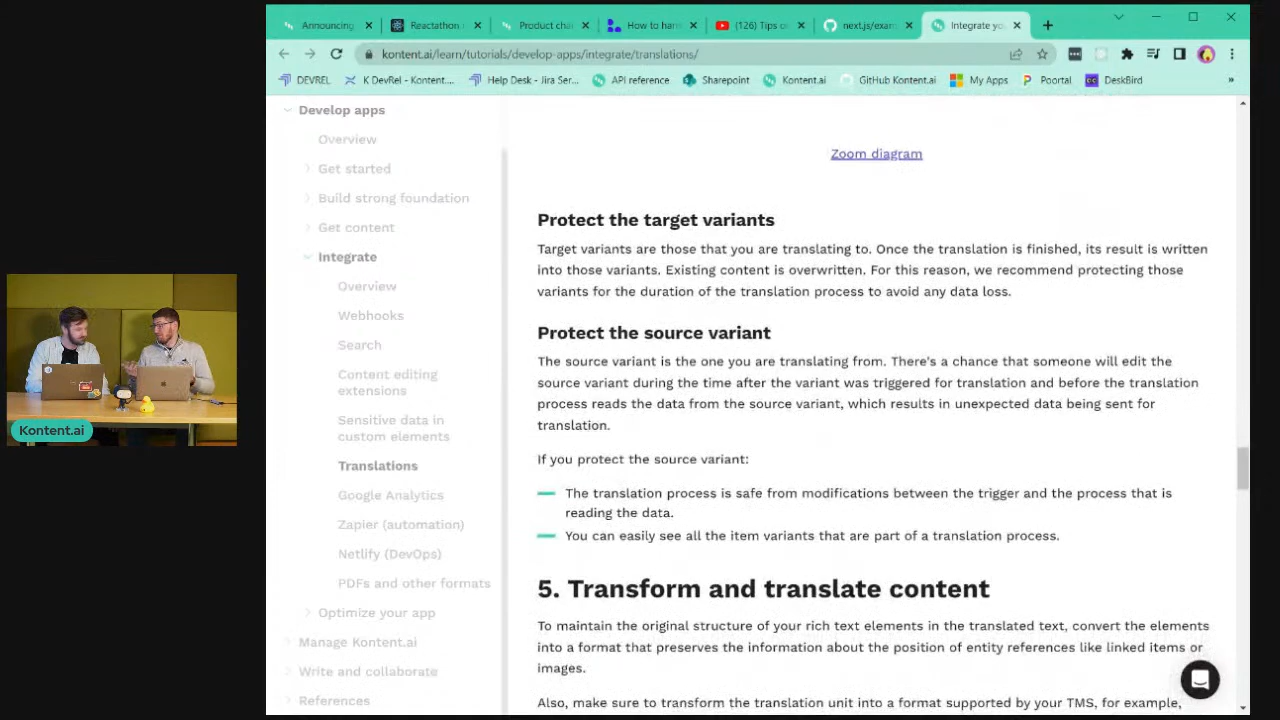 Announcing
Reactathon
Product cha
How to harn
(126) Tips o
next.js/exam
Integrate yo
kontent.ai/learn/tutorials/develop-apps/integrate/translations/
DEVREL
K DevRel - Kontent....
Help Desk - Jira Ser...
API reference
Sharepoint
Kontent.ai
GitHub Kontent.ai
My Apps
Poortal
DeskBird
»
Develop apps
Overview
Get started
Build strong foundation
Get content
Integrate
Overview
Webhooks
Search
Content editing
extensions
Sensitive data in
custom elements
Translations
Google Analytics
Zapier (automation)
Netlify (DevOps)
PDFs and other formats
Optimize your app
Manage Kontent.ai
Write and collaborate
References
Zoom diagram
Protect the target variants
Target variants are those that you are translating to. Once the translation is finished, its result is written
into those variants. Existing content is overwritten. For this reason, we recommend protecting those
variants for the duration of the translation process to avoid any data loss.
Protect the source variant
The source variant is the one you are translating from. There's a chance that someone will edit the
source variant during the time after the variant was triggered for translation and before the translation
process reads the data from the source variant, which results in unexpected data being sent for
translation.
If you protect the source variant:
The translation process is safe from modifications between the trigger and the process that is
reading the data.
You can easily see all the item variants that are part of a translation process.
5. Transform and translate content
To maintain the original structure of your rich text elements in the translated text, convert the elements
into a format that preserves the information about the position of entity references like linked items or
images.
Also, make sure to transform the translation unit into a format supported by your TMS, for example,
Kontent.ai